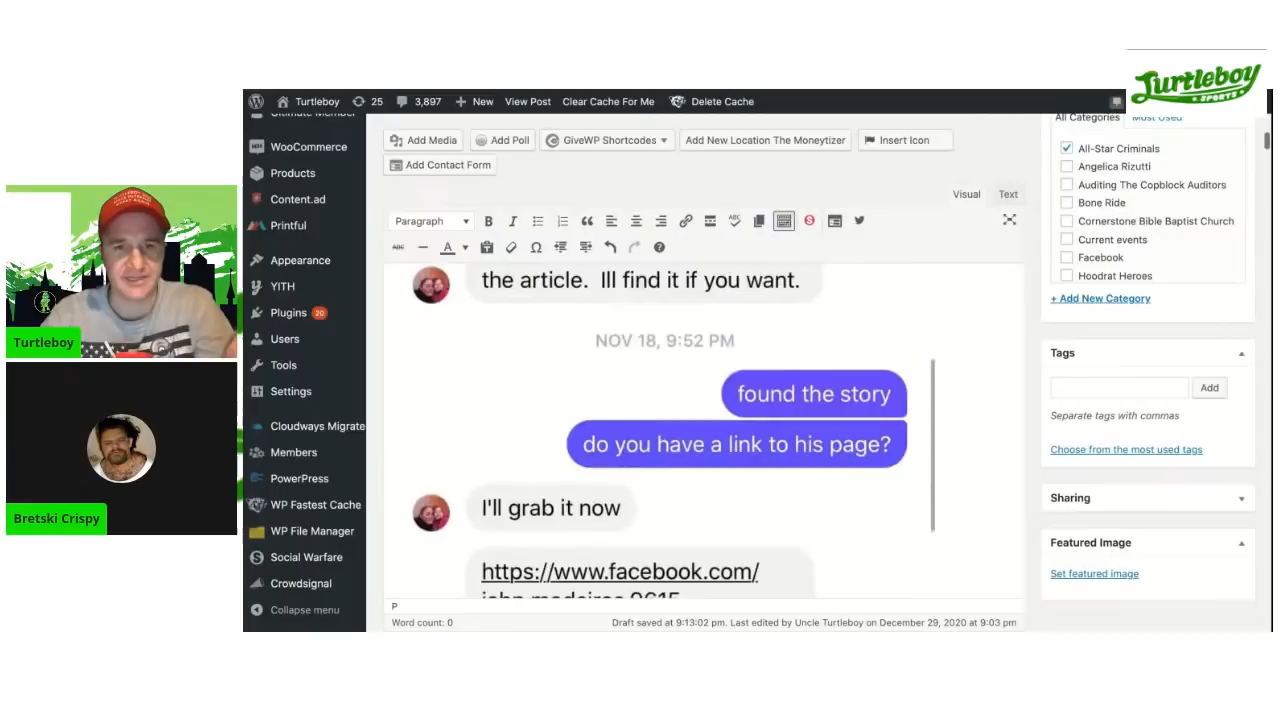 Turtleboy
SPORTS
Turtleboy 25 3,897 New View Post Clear Cache For Me Delete Cache
Ultimate Member
WooCommerce
Products
Content.ad
Printful
Appearance
YITH
Plugins 20
Users
Tools
Settings
Cloudways Migrate
Members
PowerPress
WP Fastest Cache
WP File Manager
Social Warfare
Crowdsignal
Collapse menu
Add Media Add Poll GiveWP Shortcodes Add New Location The Moneytizer Insert Icon
Add Contact Form
Visual Text
Paragraph
the article. Ill find it if you want.
NOV 18, 9:52 PM
found the story
do you have a link to his page?
I'll grab it now
https://www.facebook.com/
john.medeiros.9615
P
Word count: 0 Draft saved at 9:13:02 pm. Last edited by Uncle Turtleboy on December 29, 2020 at 9:03 pm
All Categories Most Used
All-Star Criminals
Angelica Rizutti
Auditing The Copblock Auditors
Bone Ride
Cornerstone Bible Baptist Church
Current events
Facebook
Hoodrat Heroes
+ Add New Category
Tags
Add
Separate tags with commas
Choose from the most used tags
Sharing
Featured Image
Set featured image
Turtleboy
Bretski Crispy